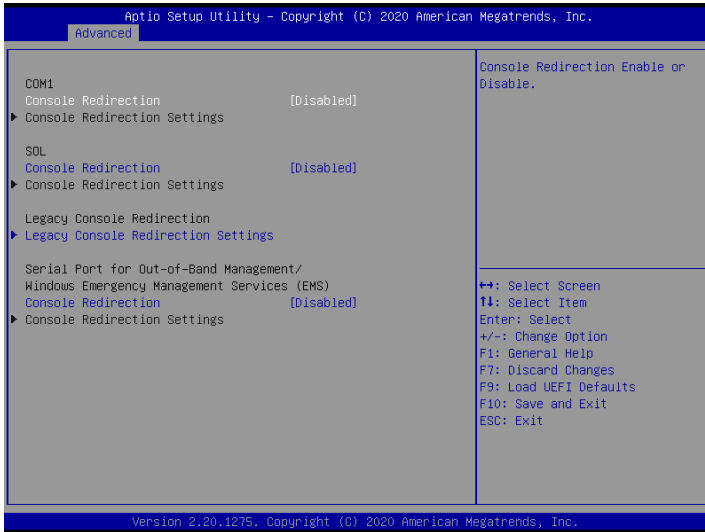 Aptio Setup Utility – Copyright (C) 2020 American Megatrends, Inc.
Advanced
COM1
Console Redirection [Disabled]
▶ Console Redirection Settings
SOL
Console Redirection [Disabled]
▶ Console Redirection Settings
Legacy Console Redirection
▶ Legacy Console Redirection Settings
Serial Port for Out-of-Band Management/
Windows Emergency Management Services (EMS)
Console Redirection [Disabled]
▶ Console Redirection Settings
Console Redirection Enable or
Disable.
↔: Select Screen
↑↓: Select Item
Enter: Select
+/-: Change Option
F1: General Help
F7: Discard Changes
F9: Load UEFI Defaults
F10: Save and Exit
ESC: Exit
Version 2.20.1275. Copyright (C) 2020 American Megatrends, Inc.